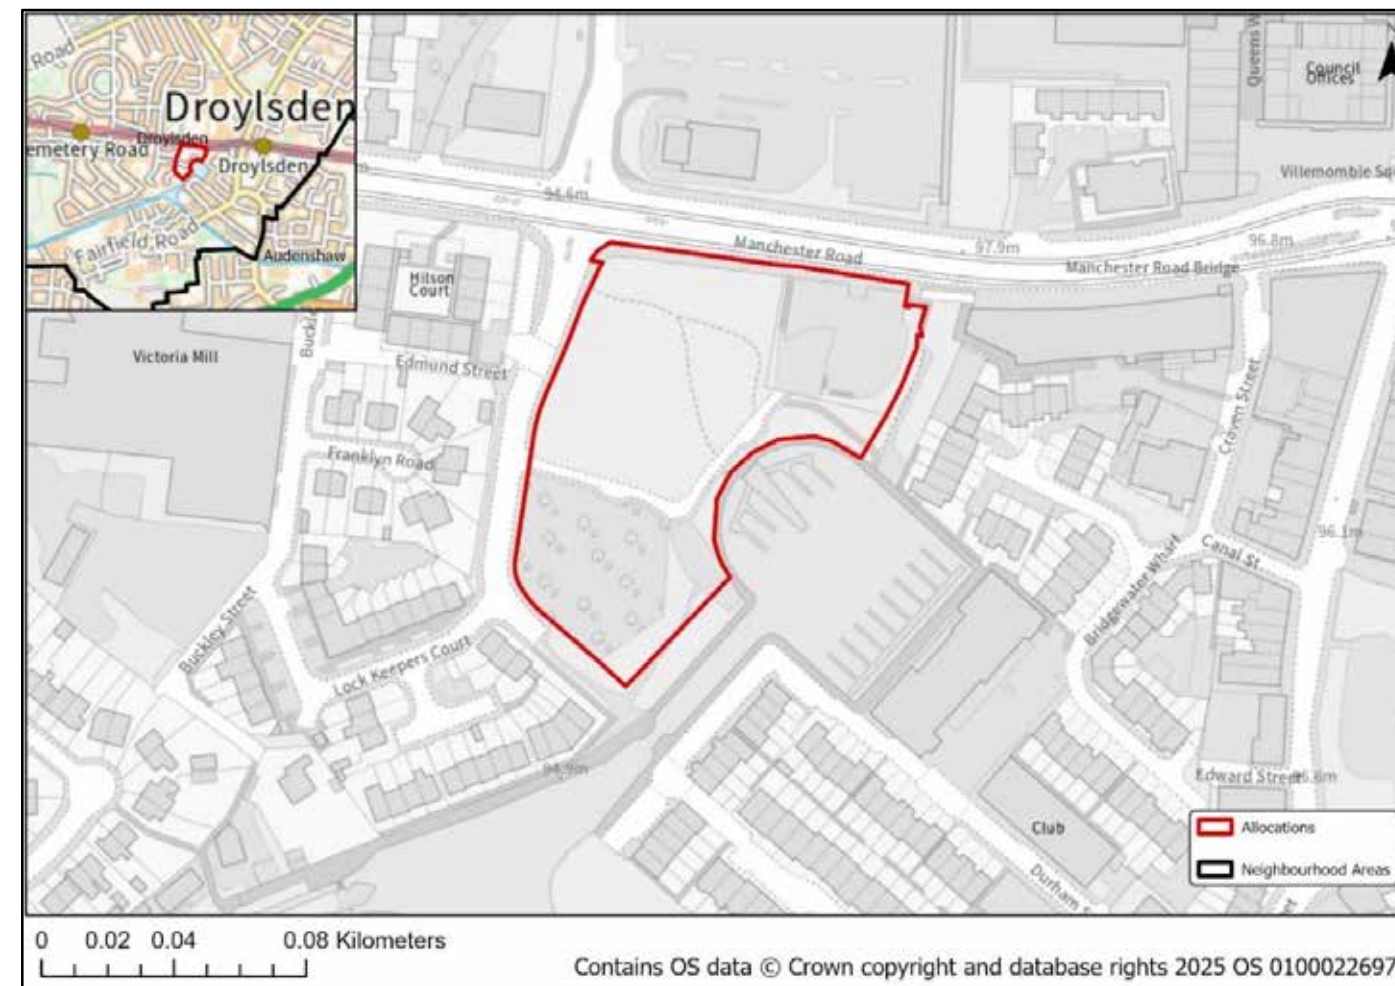 Road
Droylsden
Droylsden
emetery Road
Droylsden
Fairfield Road
Audenshaw
Queens W
Council
Offices
Villemomble Sq
94.6m
Manchester Road
97.9m
96.8m
Manchester Road Bridge
Hilson
Court
Buckle
Victoria Mill
Edmund Street
Franklyn Road
Craven Street
96.1m
Canal St
Bridgewater Wharf
Buckley Street
Lock Keepers Court
94.9m
Edward Street
Club
Durham S
Allocations
Neighbourhood Areas
0 0.02 0.04 0.08 Kilometers
Contains OS data © Crown copyright and database rights 2025 OS 0100022697